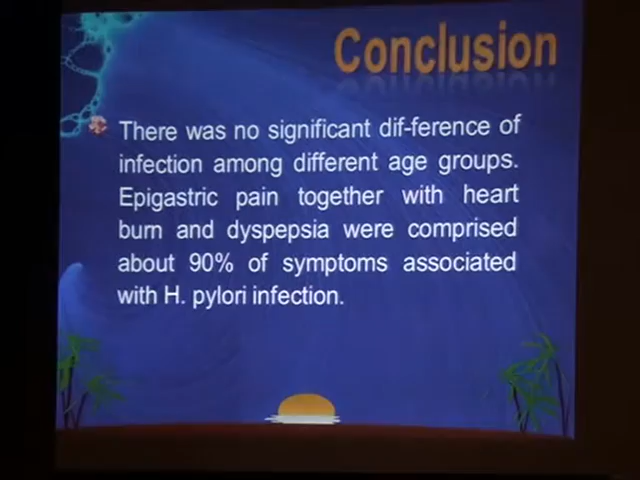 Conclusion
There was no significant dif-ference of
infection among different age groups.
Epigastric pain together with heart
burn and dyspepsia were comprised
about 90% of symptoms associated
with H. pylori infection.